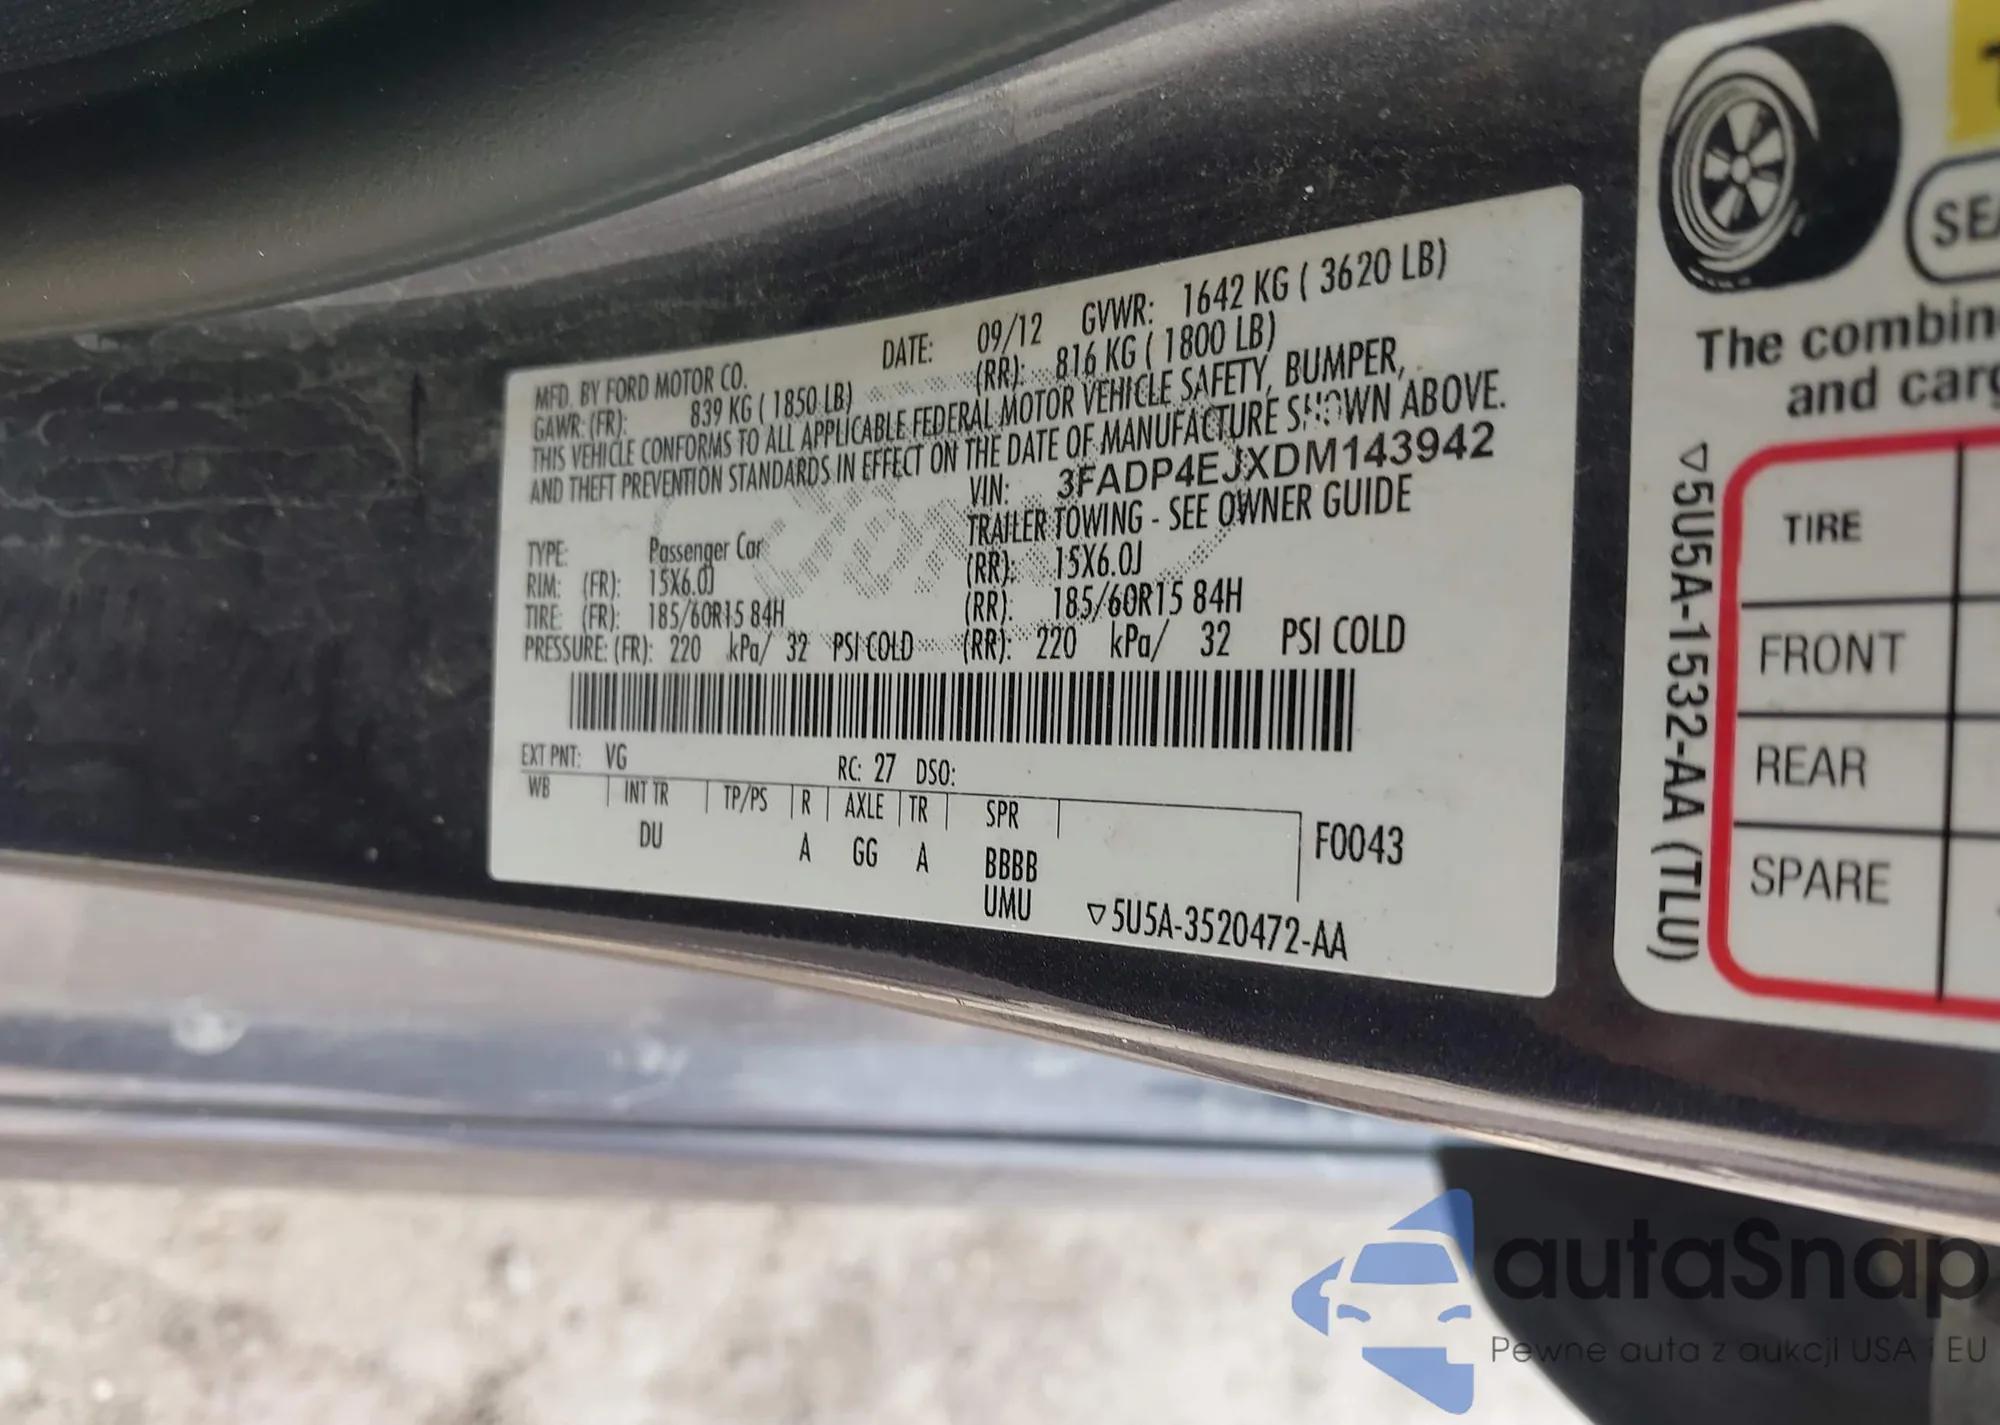 MFD. BY FORD MOTOR CO. DATE: 09/12 GVWR: 1642 KG ( 3620 LB)
GAWR: (FR): 839 KG ( 1850 LB) (RR): 816 KG ( 1800 LB)
THIS VEHICLE CONFORMS TO ALL APPLICABLE FEDERAL MOTOR VEHICLE SAFETY, BUMPER,
AND THEFT PREVENTION STANDARDS IN EFFECT ON THE DATE OF MANUFACTURE SHOWN ABOVE.
VIN: 3FADP4EJXDM143942
TRAILER TOWING - SEE OWNER GUIDE
TYPE: Passenger Car
RIM: (FR): 15X6.0J (RR): 15X6.0J
TIRE: (FR): 185/60R15 84H (RR): 185/60R15 84H
PRESSURE: (FR): 220 kPa/ 32 PSI COLD (RR): 220 kPa/ 32 PSI COLD
EXT PNT: VG RC: 27 DSO:
WB INT TR TP/PS R AXLE TR SPR
DU A GG A BBBB F0043
UMU ▽5U5A-3520472-AA
The combin
and carg
▽5U5A-1532-AA (TLU)
TIRE
FRONT
REAR
SPARE
autaSnap
Pewne auta z aukcji USA i EU